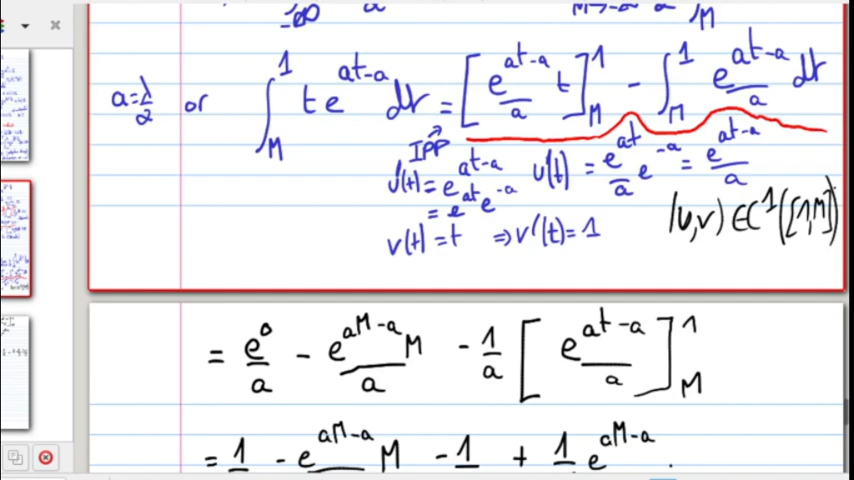 a=λ/2 or ∫_M^1 t e^{at-a} dt = [e^{at-a}/a t]_M^1 - ∫_M^1 e^{at-a}/a dt
IPP
u'(t) = e^{at-a} u(t) = e^{at}/a e^{-a} = e^{at-a}/a
= e^{at} e^{-a}
(u,v) ∈ C^1([1,M])
v(t) = t ⇒ v'(t) = 1
= e^0/a - e^{aM-a}/a M - 1/a [e^{at-a}/a]_M^1
= 1 - e^{aM-a} M - 1 + 1 e^{aM-a}